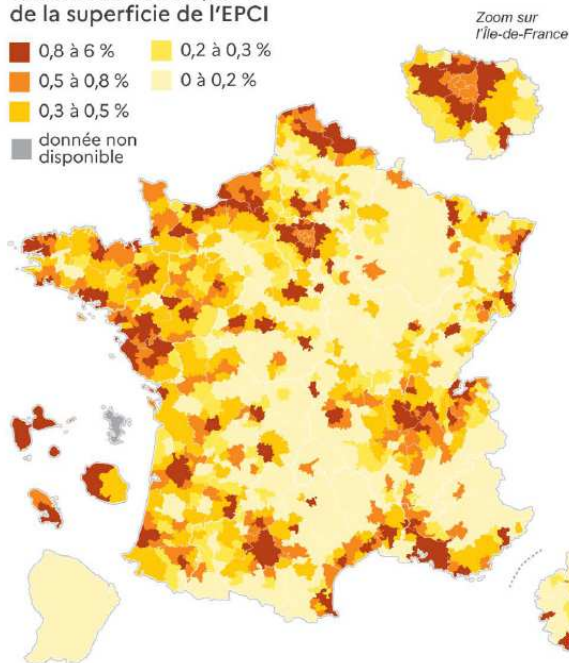 de la superficie de l'EPCI
Zoom sur
l'Île-de-France
0,8 à 6 %
0,2 à 0,3 %
0,5 à 0,8 %
0 à 0,2 %
0,3 à 0,5 %
donnée non
disponible